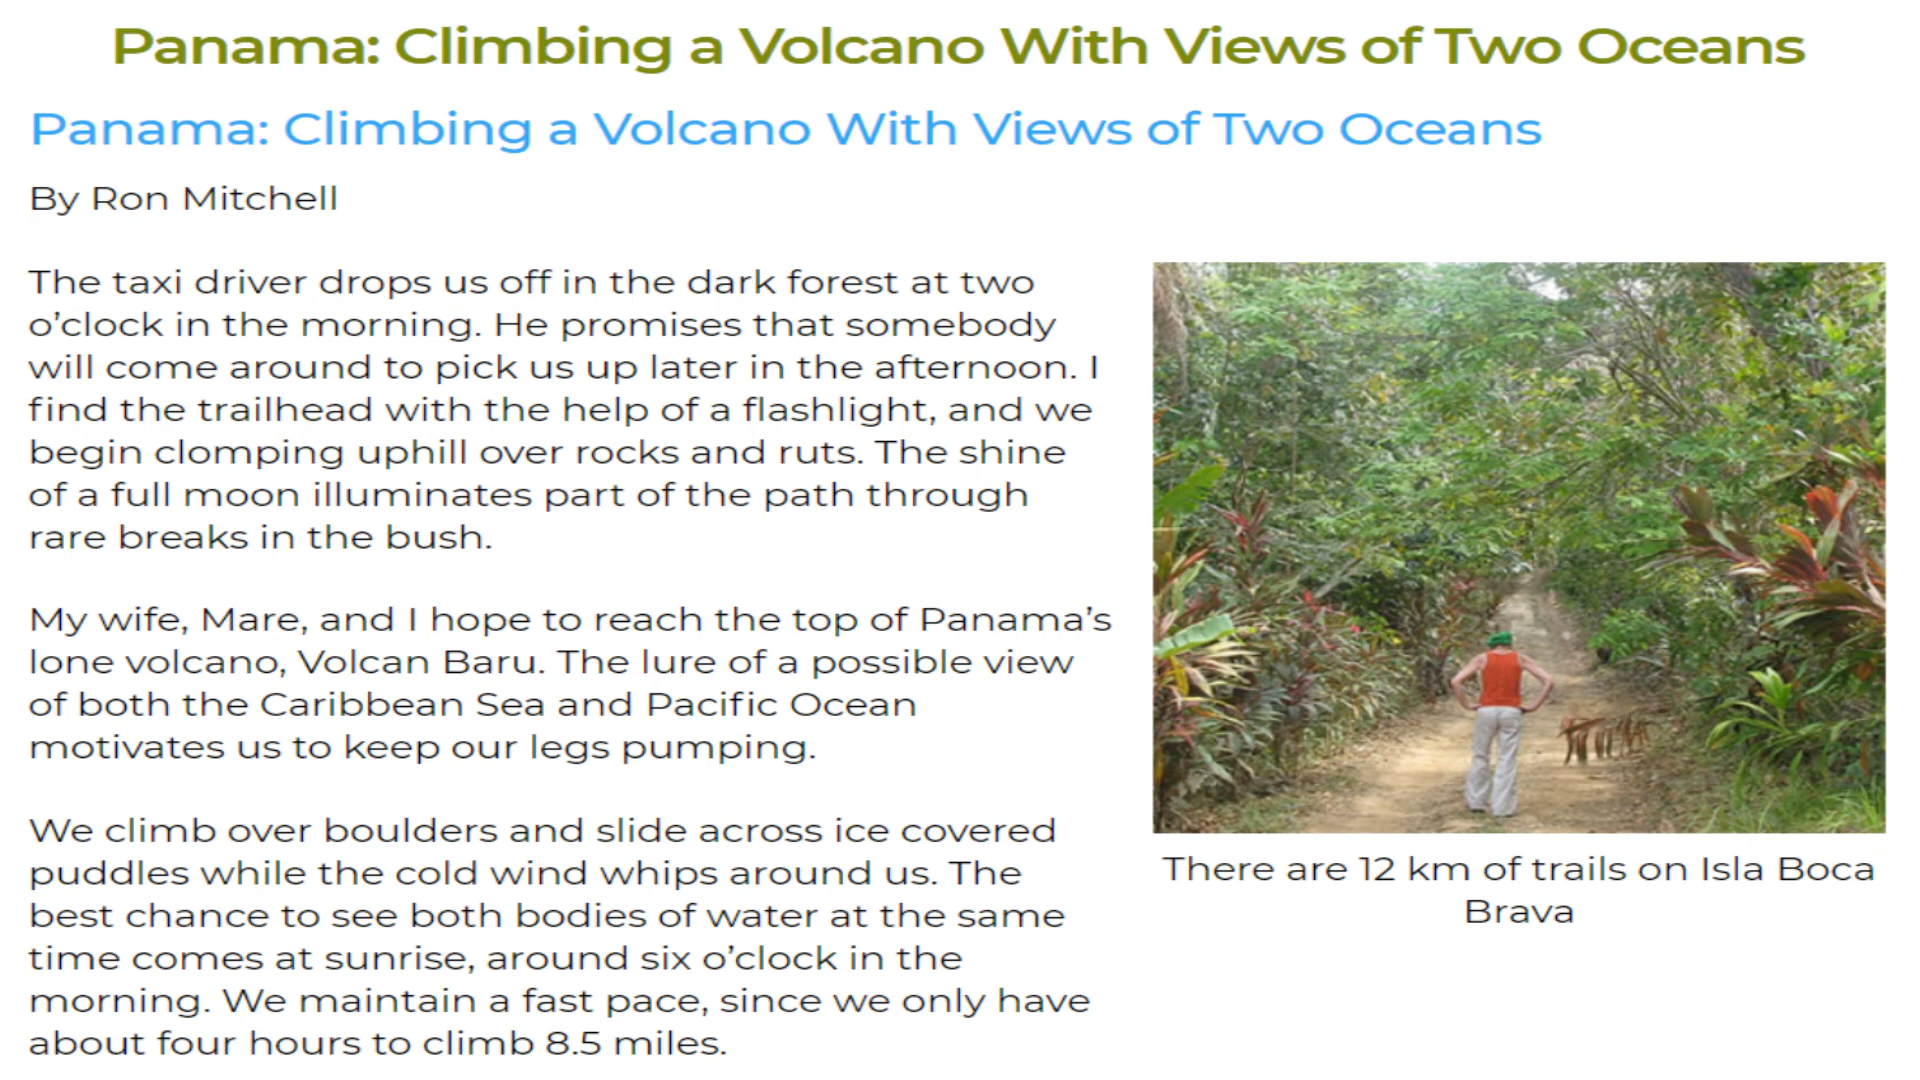 Panama: Climbing a Volcano With Views of Two Oceans
Panama: Climbing a Volcano With Views of Two Oceans
By Ron Mitchell
The taxi driver drops us off in the dark forest at two
o’clock in the morning. He promises that somebody
will come around to pick us up later in the afternoon. I
find the trailhead with the help of a flashlight, and we
begin clomping uphill over rocks and ruts. The shine
of a full moon illuminates part of the path through
rare breaks in the bush.
My wife, Mare, and I hope to reach the top of Panama’s
lone volcano, Volcan Baru. The lure of a possible view
of both the Caribbean Sea and Pacific Ocean
motivates us to keep our legs pumping.
We climb over boulders and slide across ice covered
puddles while the cold wind whips around us. The
best chance to see both bodies of water at the same
time comes at sunrise, around six o’clock in the
morning. We maintain a fast pace, since we only have
about four hours to climb 8.5 miles.
There are 12 km of trails on Isla Boca
Brava